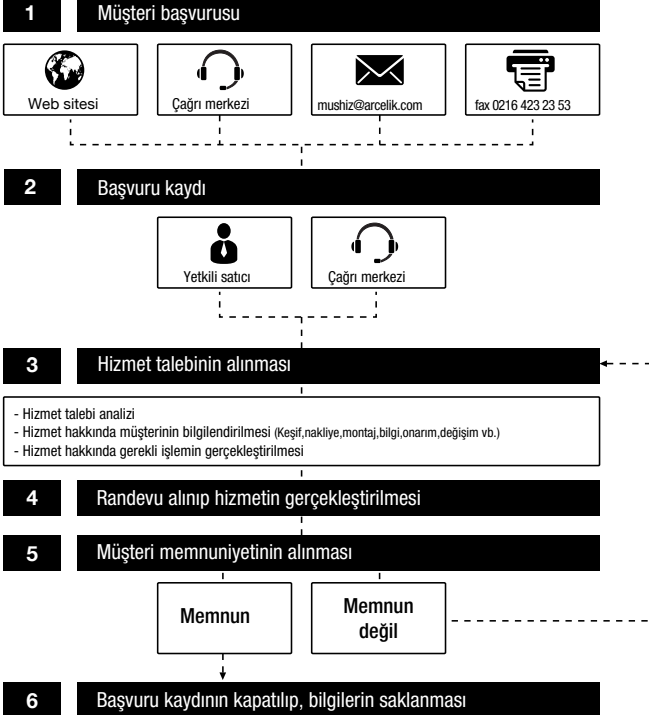 1 Müşteri başvurusu
Web sitesi
Çağrı merkezi
mushiz@arcelik.com
fax 0216 423 23 53
2 Başvuru kaydı
Yetkili satıcı
Çağrı merkezi
3 Hizmet talebinin alınması
- Hizmet talebi analizi
- Hizmet hakkında müşterinin bilgilendirilmesi (Keşif,nakliye,montaj,bilgi,onarım,değişim vb.)
- Hizmet hakkında gerekli işlemin gerçekleştirilmesi
4 Randevu alınıp hizmetin gerçekleştirilmesi
5 Müşteri memnuniyetinin alınması
Memnun
Memnun
değil
6 Başvuru kaydının kapatılıp, bilgilerin saklanması